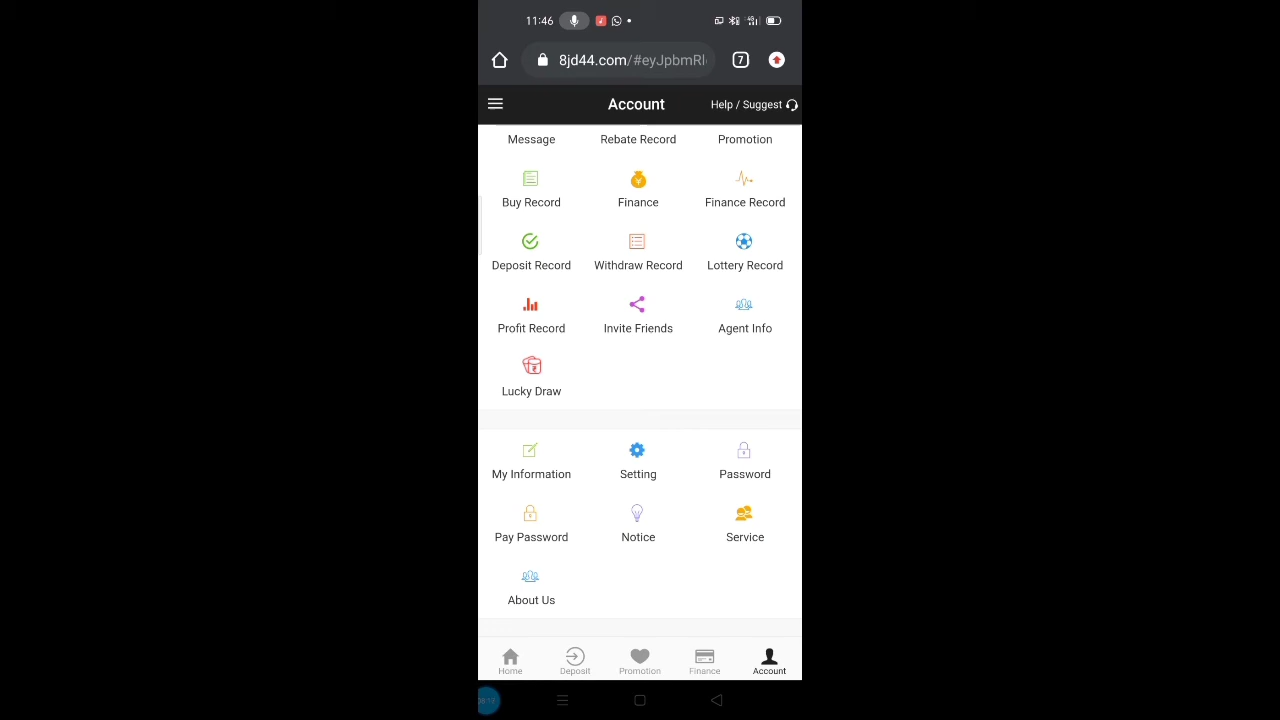 11:46
8jd44.com/#eyJpbmRl
7
Account
Help / Suggest
Message Rebate Record Promotion
Buy Record Finance Finance Record
Deposit Record Withdraw Record Lottery Record
Profit Record Invite Friends Agent Info
Lucky Draw
My Information Setting Password
Pay Password Notice Service
About Us
Home Deposit Promotion Finance Account